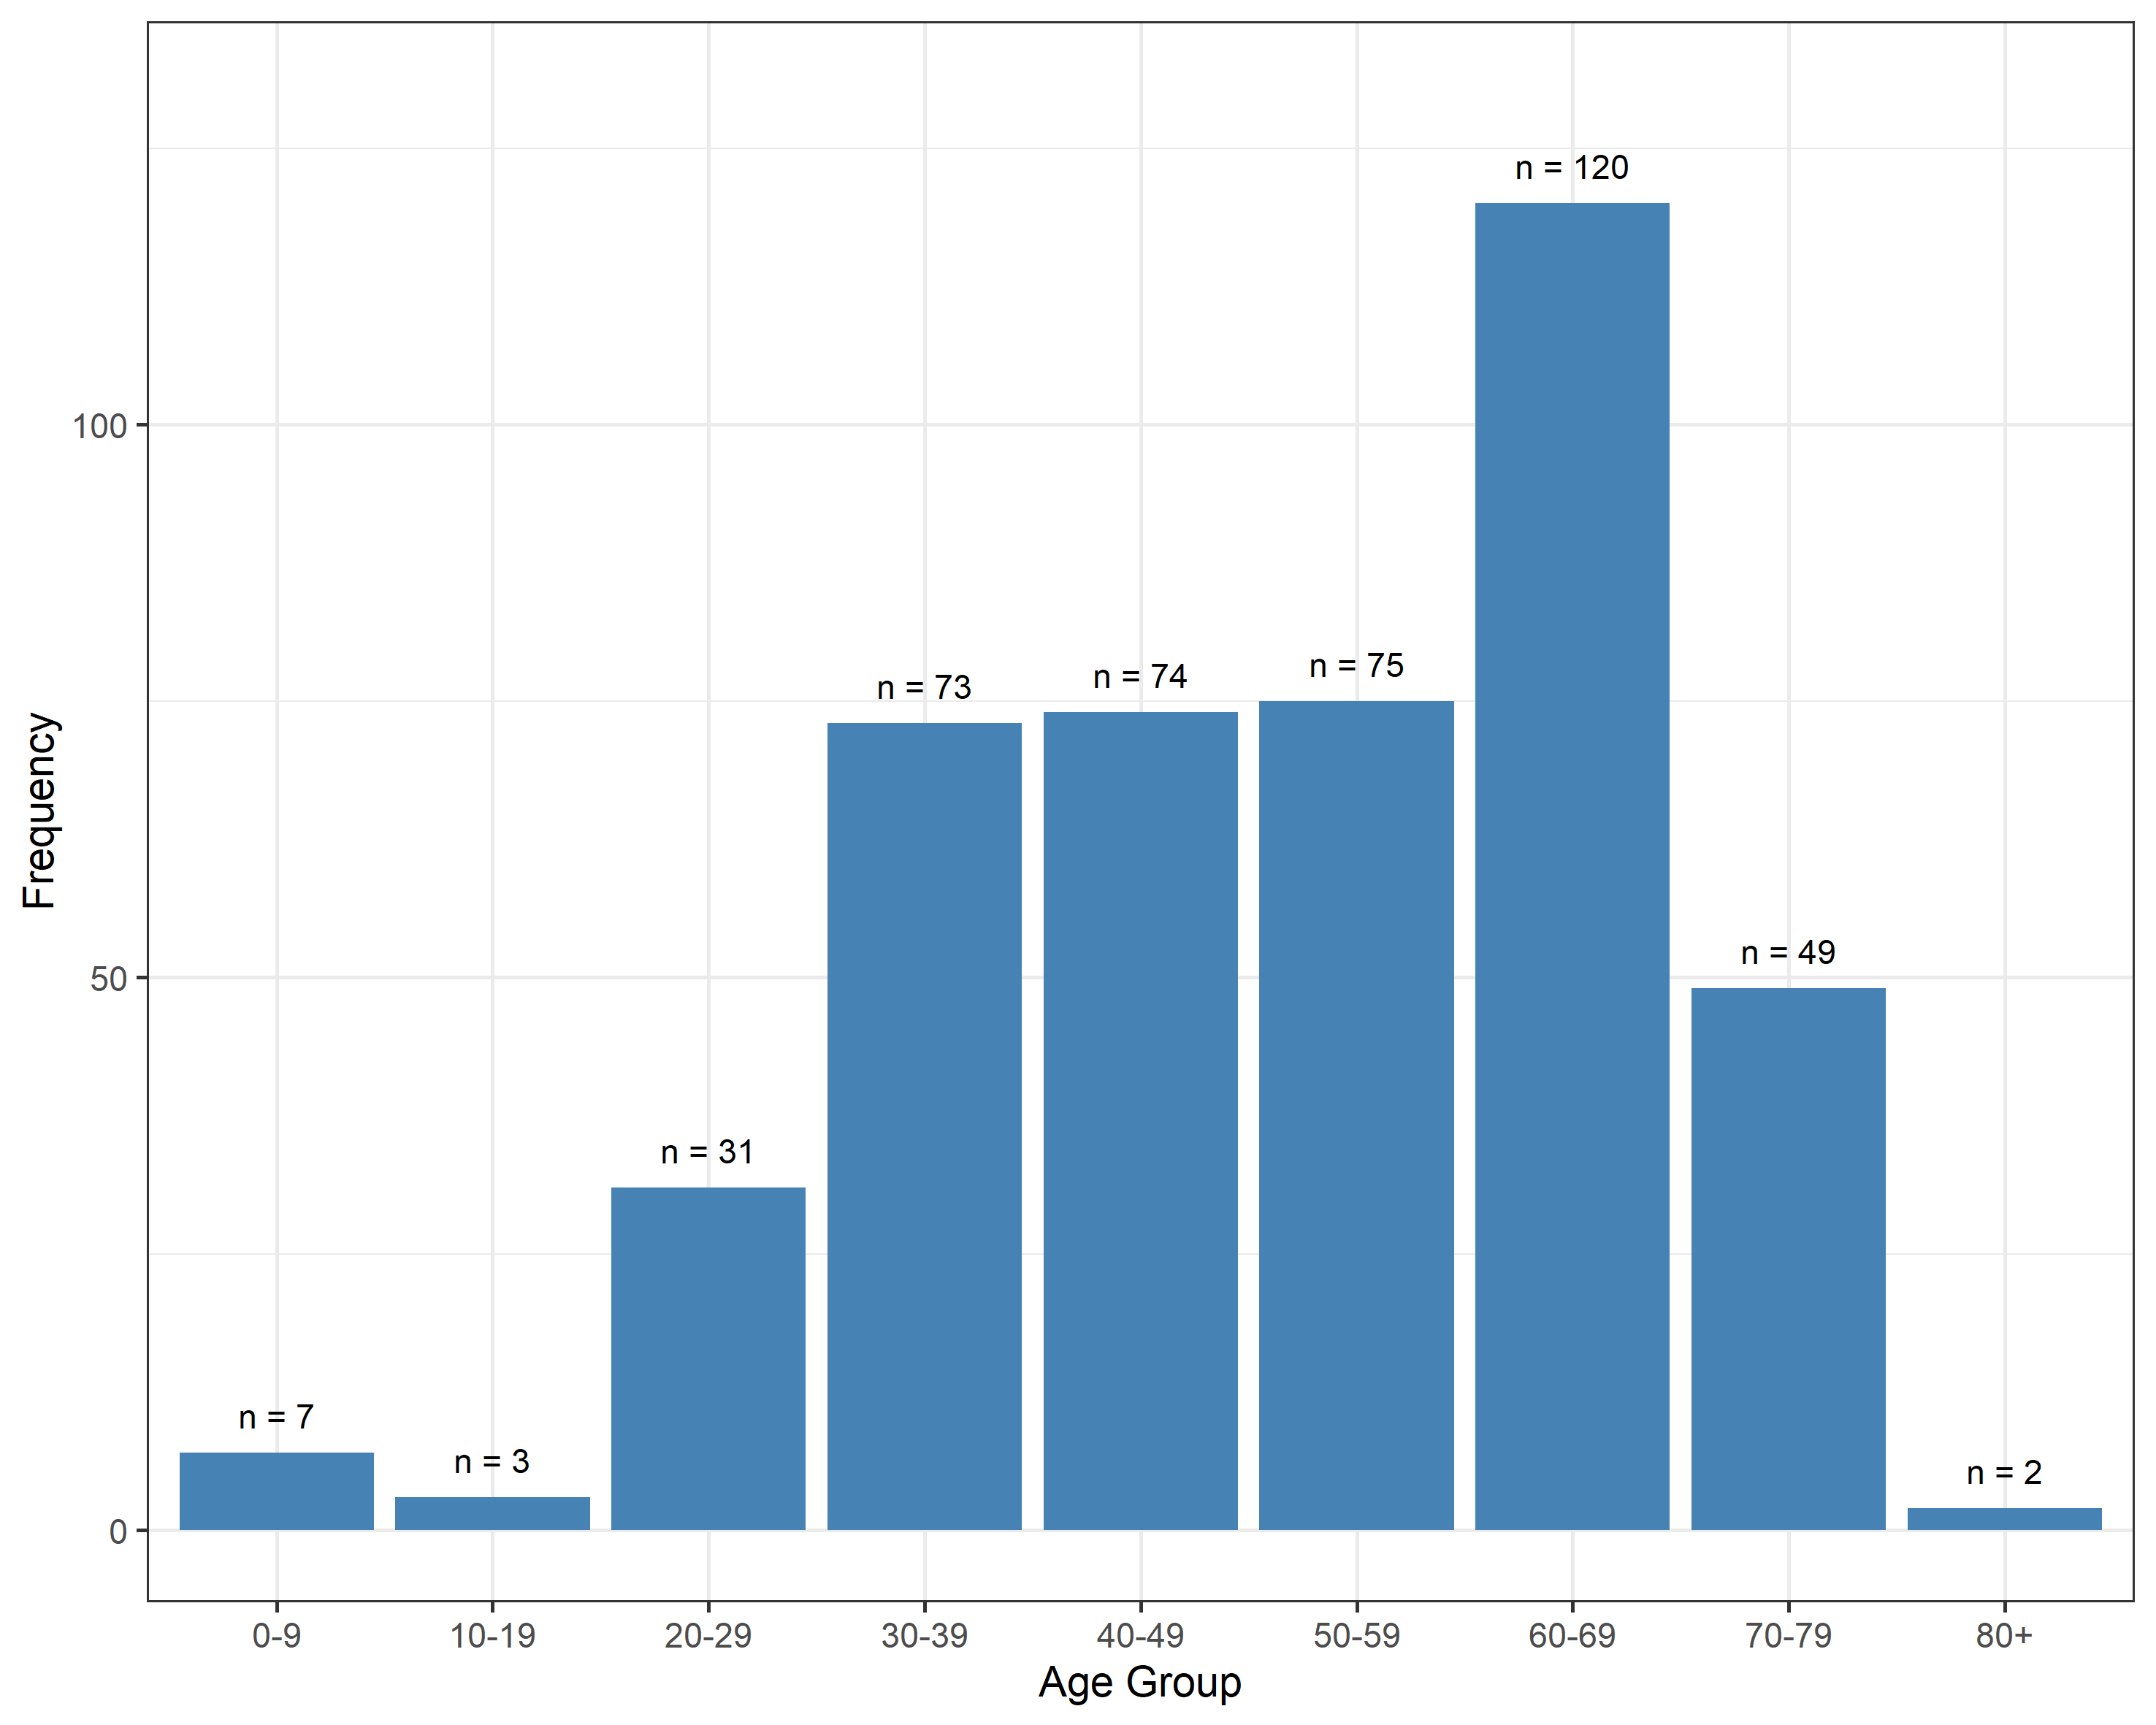 n = 120
100
n = 73
n = 74
n = 75
Frequency
n = 49
50
n = 31
n = 7
n = 3
n = 2
0
0-9 10-19 20-29 30-39 40-49 50-59 60-69 70-79 80+
Age Group